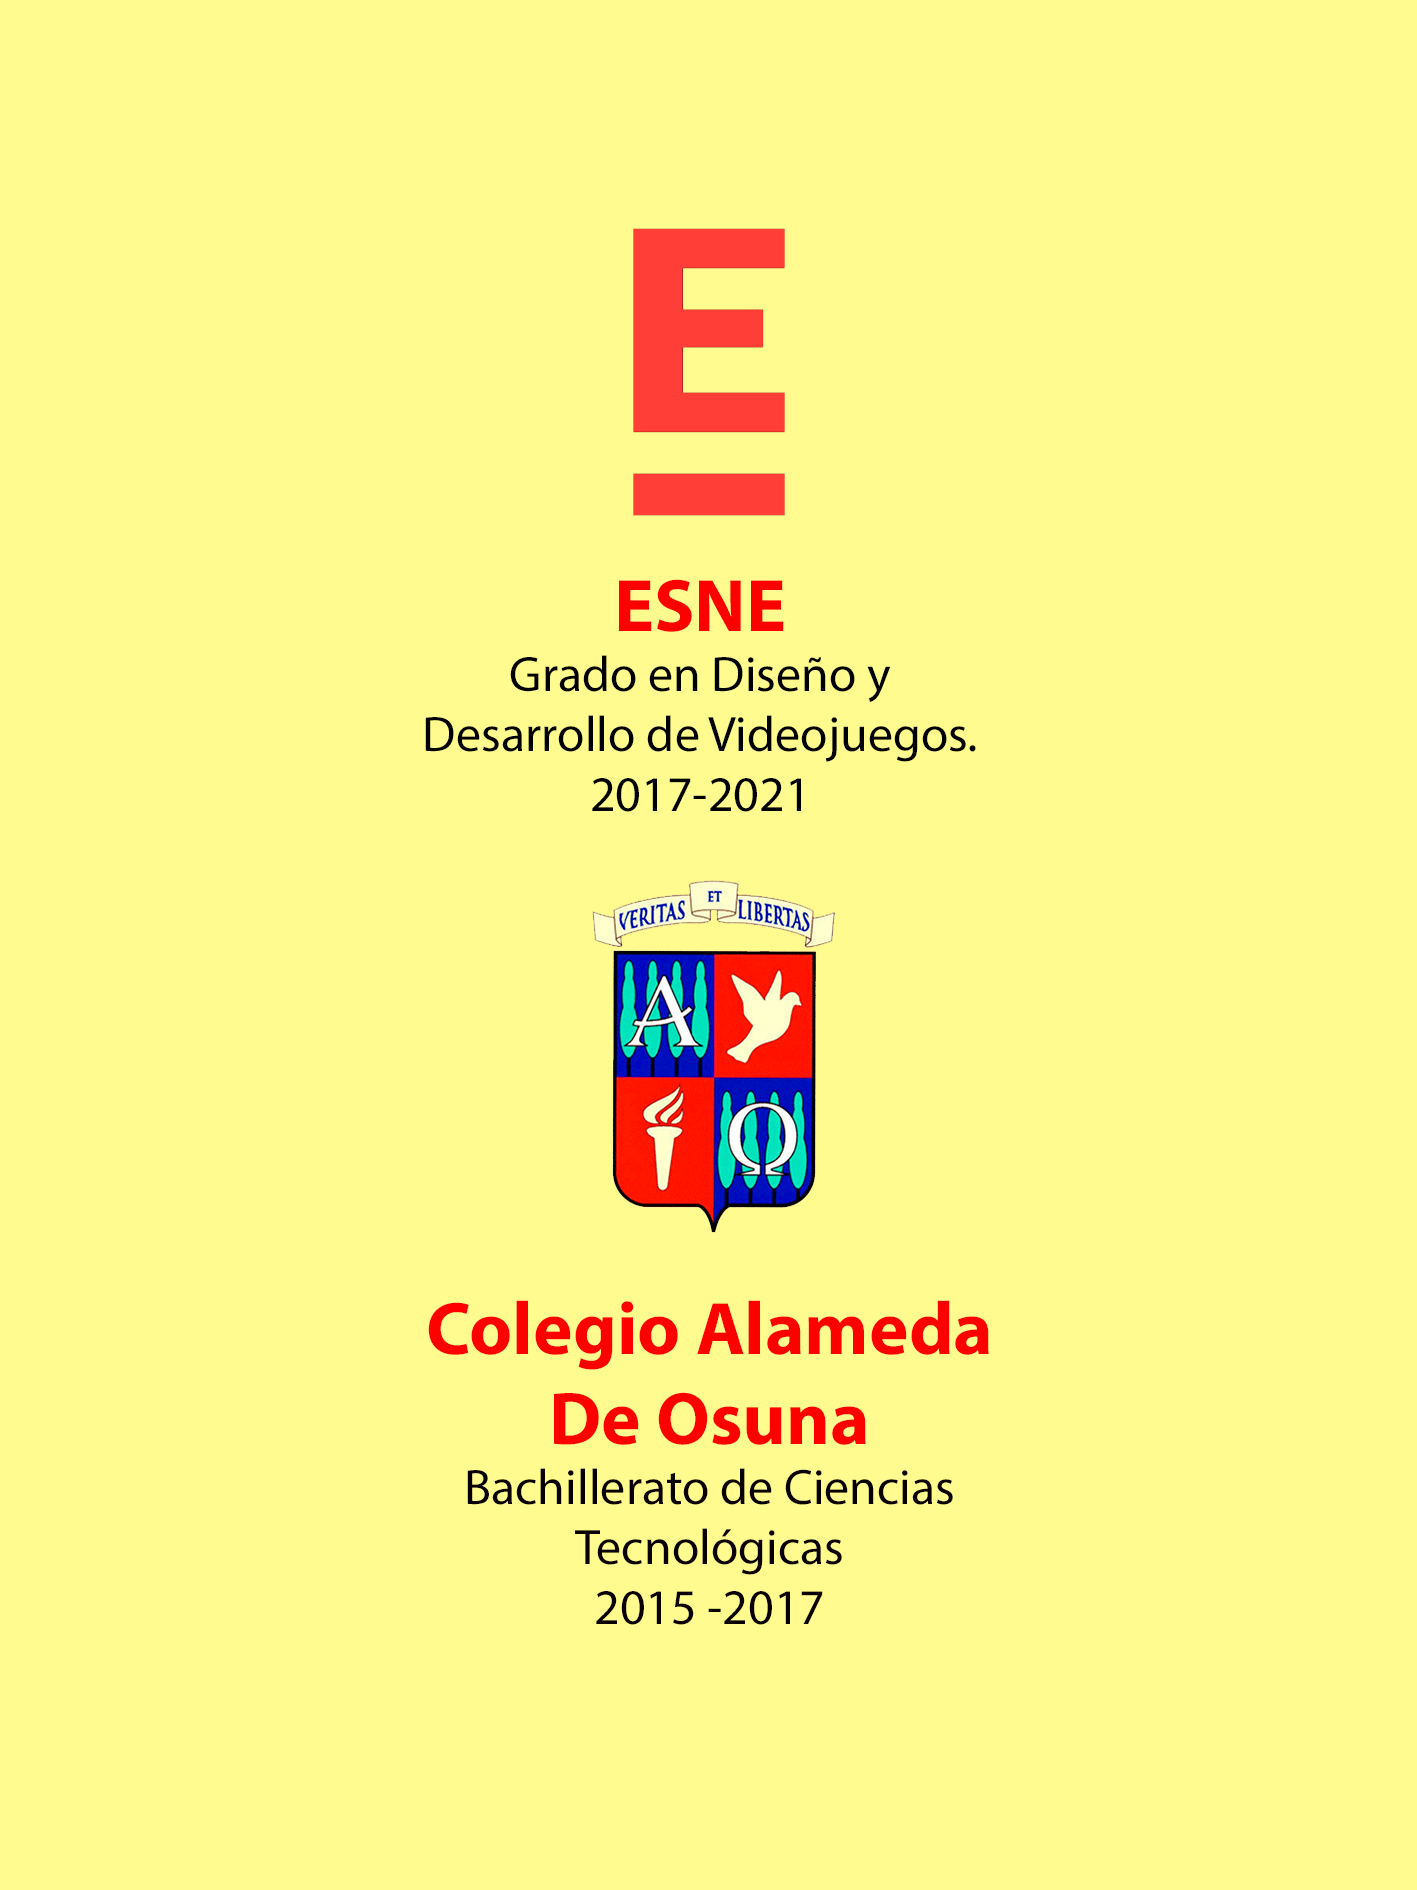 E
ESNE
Grado en Diseño y
Desarrollo de Videojuegos.
2017-2021
VERITAS ET LIBERTAS
Α
Ω
Colegio Alameda
De Osuna
Bachillerato de Ciencias
Tecnológicas
2015 -2017